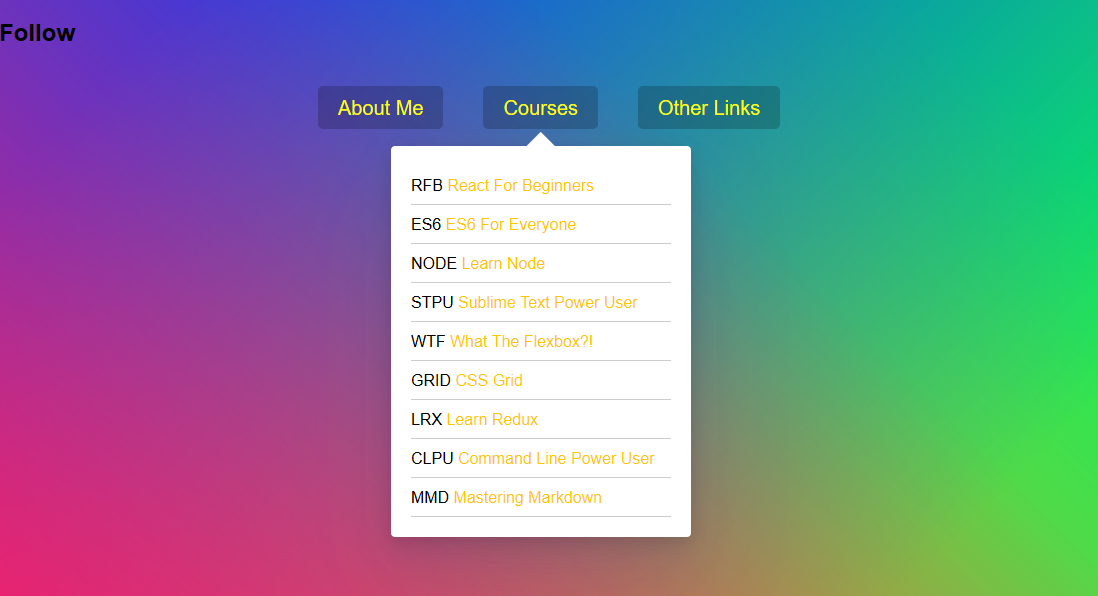 Follow
About Me Courses Other Links
RFB React For Beginners
ES6 ES6 For Everyone
NODE Learn Node
STPU Sublime Text Power User
WTF What The Flexbox?!
GRID CSS Grid
LRX Learn Redux
CLPU Command Line Power User
MMD Mastering Markdown